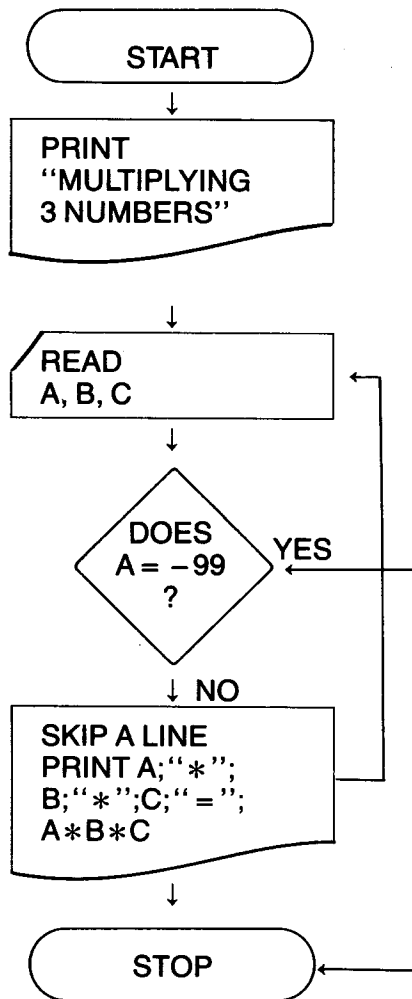 START
PRINT
“MULTIPLYING
3 NUMBERS”
READ
A, B, C
DOES
A = −99
?
YES
NO
SKIP A LINE
PRINT A;“*”;
B;“*”;C;“=”;
A*B*C
STOP